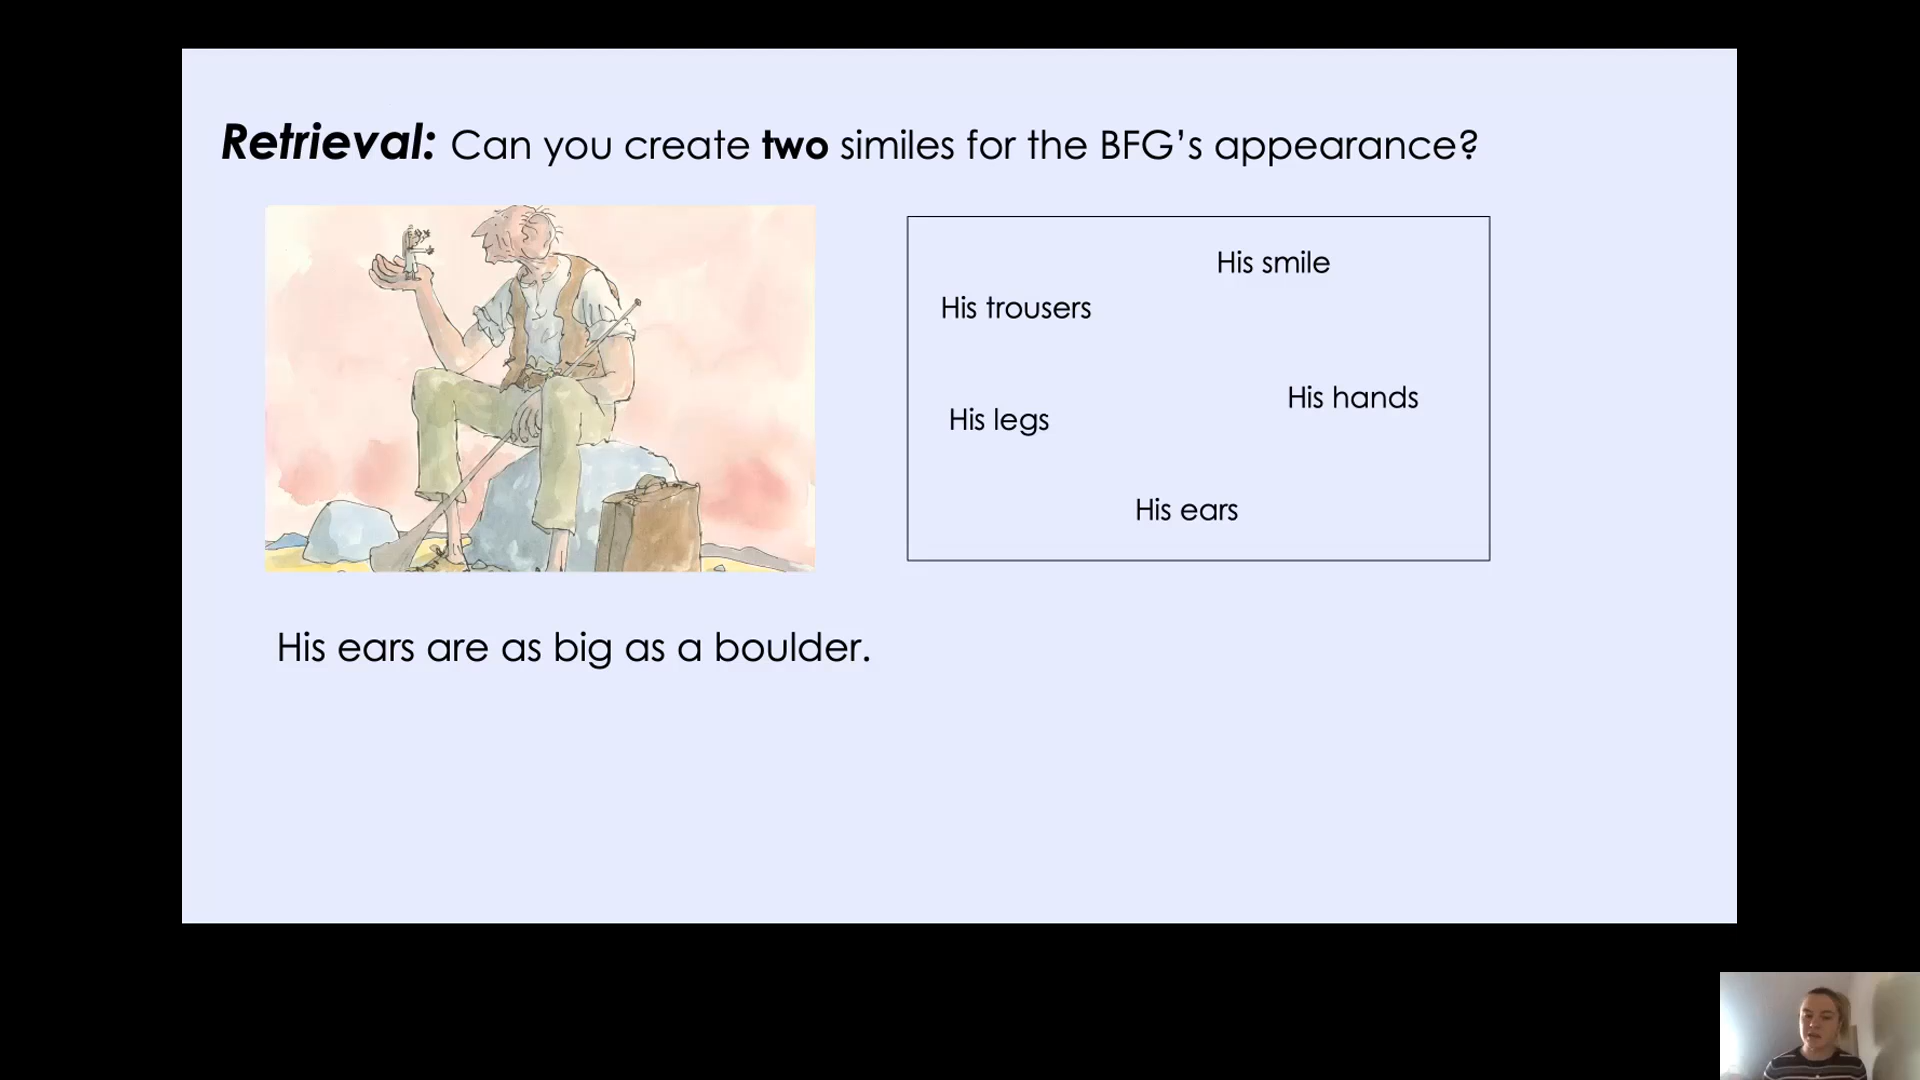 Retrieval: Can you create two similes for the BFG’s appearance?
His smile
His trousers
His hands
His legs
His ears
His ears are as big as a boulder.